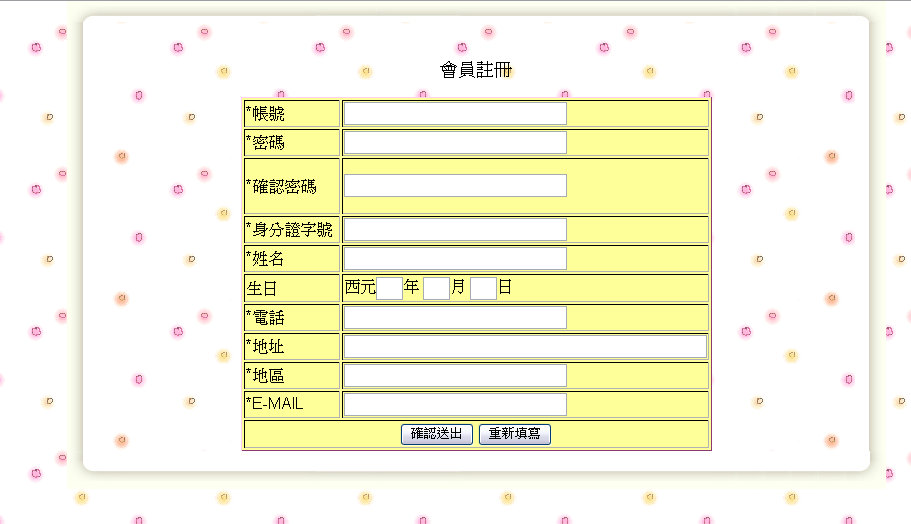 會員註冊
*帳號
*密碼
*確認密碼
*身分證字號
*姓名
生日 西元 年 月 日
*電話
*地址
*地區
*E-MAIL
確認送出 重新填寫